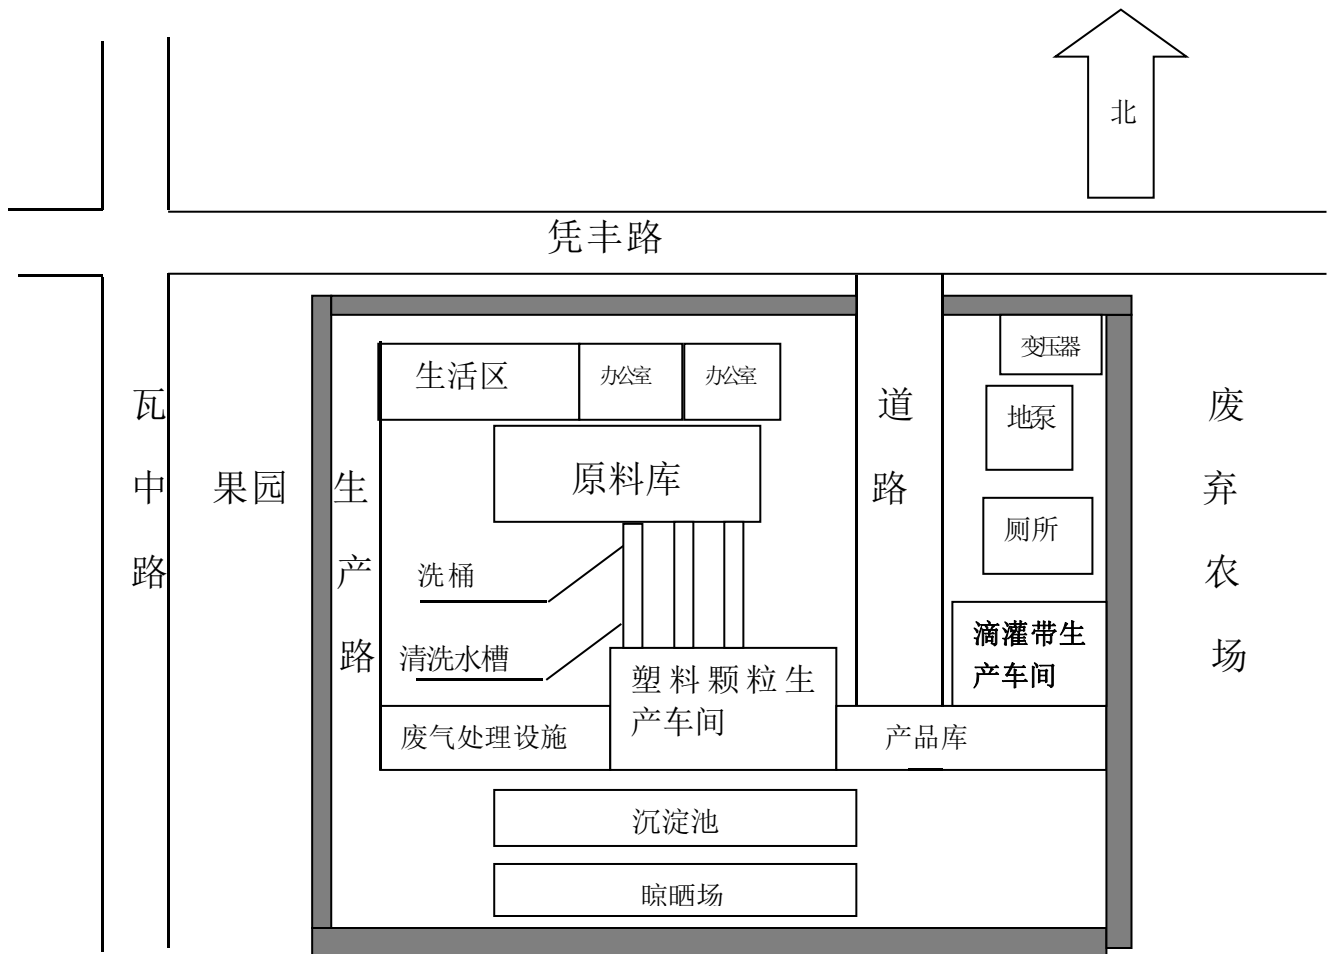 北
凭丰路
变压器
生活区
办公室
办公室
地泵
瓦中路
果园
生产路
原料库
道路
废弃农场
厕所
洗桶
清洗水槽
滴灌带生
产车间
塑料颗粒生
产车间
废气处理设施
产品库
沉淀池
晾晒场